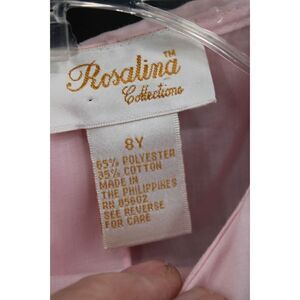 Rosalina™
Collections
8Y
65% POLYESTER
35% COTTON
MADE IN
THE PHILIPPINES
RN 85602
SEE REVERSE
FOR CARE